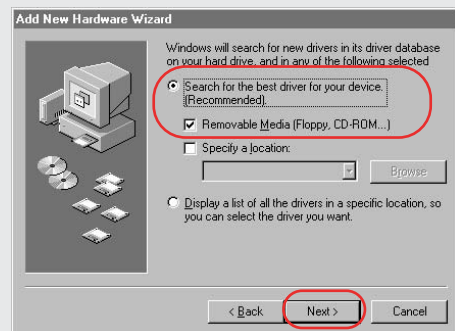 Add New Hardware Wizard
Windows will search for new drivers in its driver database
on your hard drive, and in any of the following selected
Search for the best driver for your device.
(Recommended).
Removable Media (Floppy, CD-ROM...)
Specify a location:
Browse
Display a list of all the drivers in a specific location, so
you can select the driver you want.
< Back
Next >
Cancel